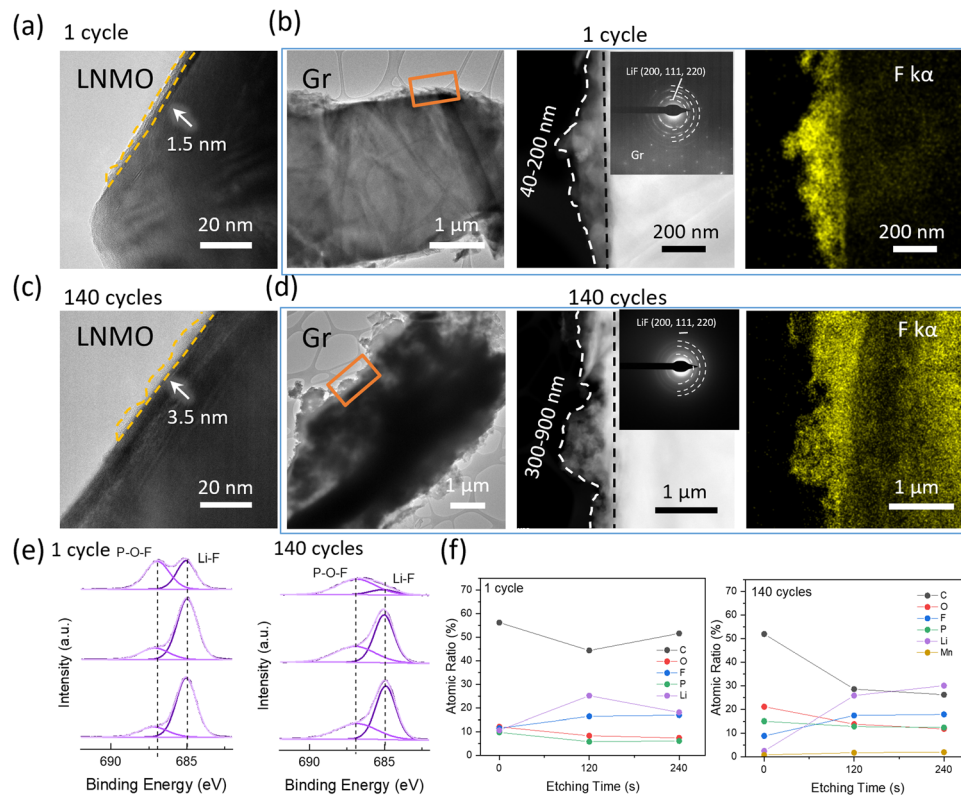 (a)
1 cycle
LNMO
1.5 nm
20 nm
(b)
1 cycle
Gr
1 μm
40-200 nm
LiF (200, 111, 220)
Gr
200 nm
F kα
200 nm
(c)
140 cycles
LNMO
3.5 nm
20 nm
(d)
140 cycles
Gr
1 μm
300-900 nm
LiF (200, 111, 220)
1 μm
F kα
1 μm
(e)
1 cycle
P-O-F
Li-F
Intensity (a.u.)
690 685
Binding Energy (eV)
140 cycles
P-O-F
Li-F
Intensity (a.u.)
690 685
Binding Energy (eV)
(f)
1 cycle
Atomic Ratio (%)
70
60
50
40
30
20
10
0
C
O
F
P
Li
0 120 240
Etching Time (s)
140 cycles
Atomic Ratio (%)
70
60
50
40
30
20
10
0
C
O
F
P
Li
Mn
0 120 240
Etching Time (s)